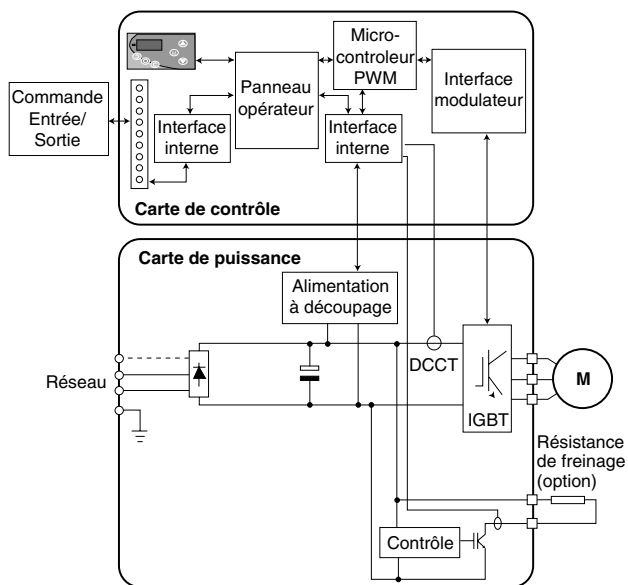 Micro-
controleur
PWM
Interface
modulateur
Panneau
opérateur
Commande
Entrée/
Sortie
Interface
interne
Interface
interne
Carte de contrôle
Carte de puissance
Alimentation
à découpage
DCCT
Réseau
M
IGBT
Résistance
de freinage
(option)
Contrôle